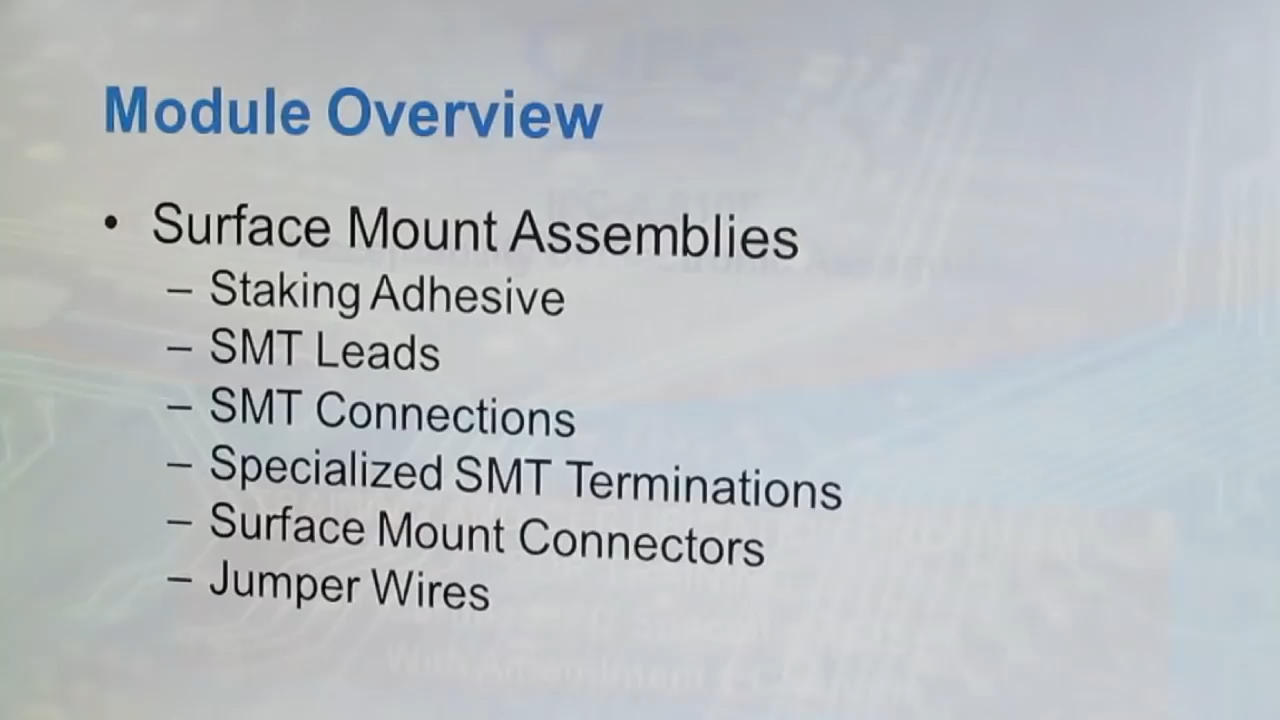 Module Overview
• Surface Mount Assemblies
– Staking Adhesive
– SMT Leads
– SMT Connections
– Specialized SMT Terminations
– Surface Mount Connectors
– Jumper Wires